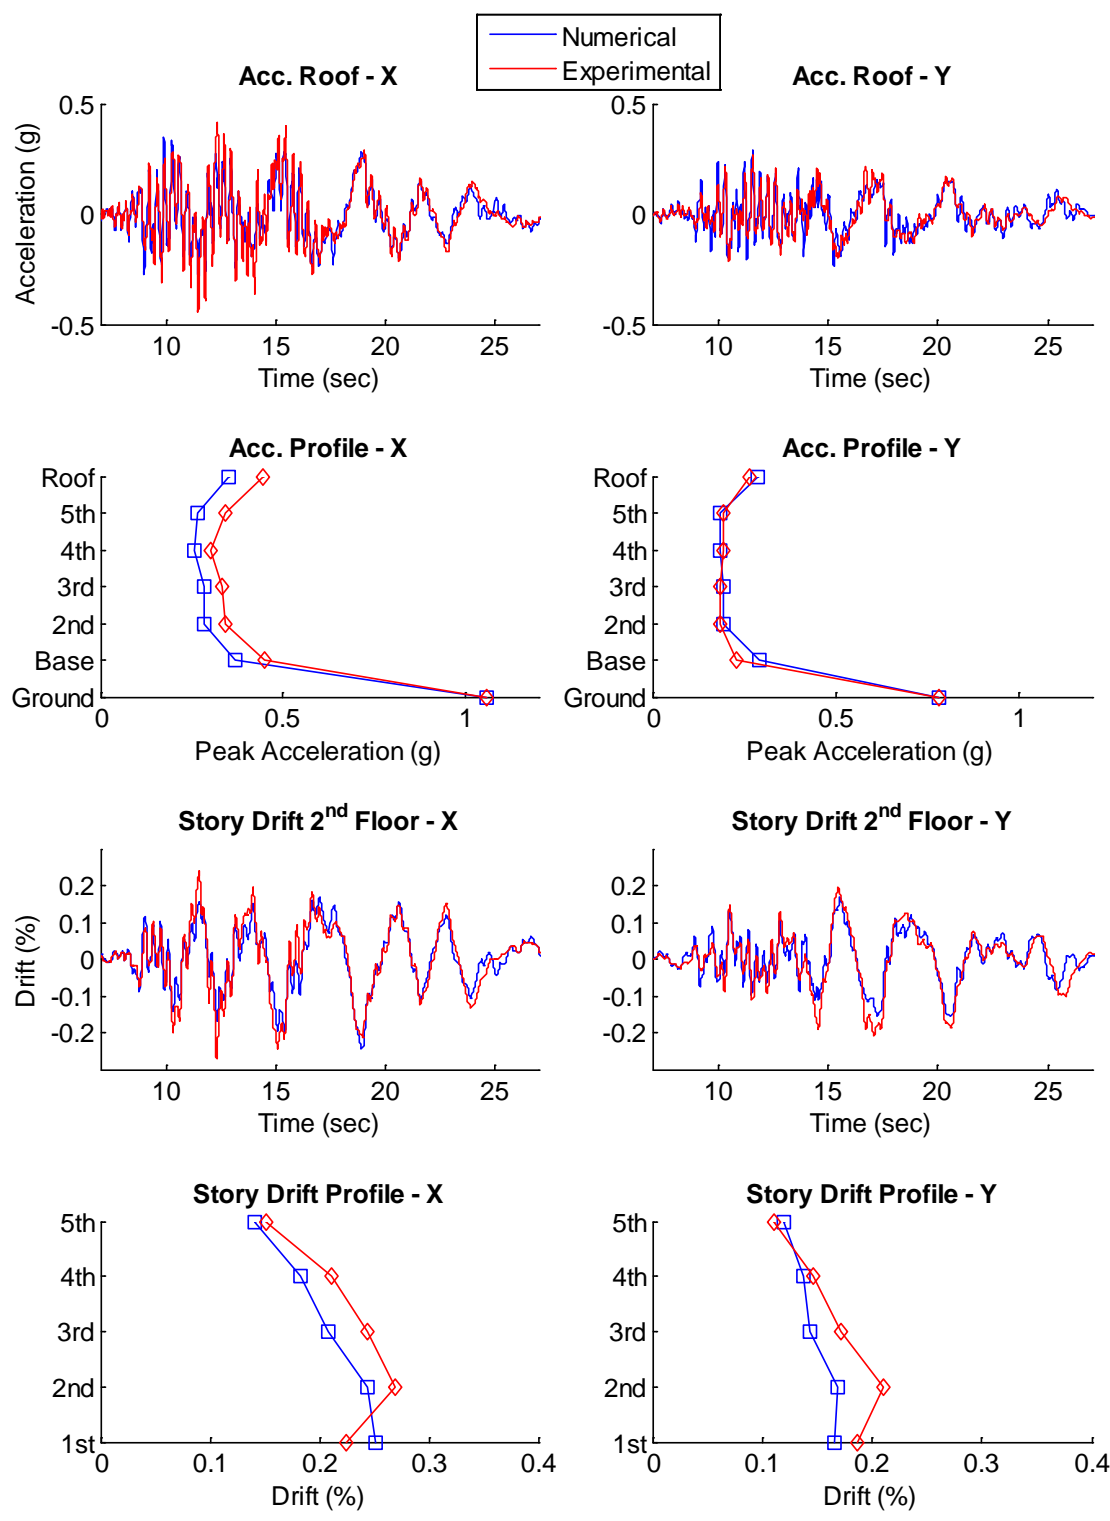 Numerical
Experimental
Acc. Roof - X
Acc. Roof - Y
0.5
0
-0.5
Acceleration (g)
10 15 20 25
Time (sec)
0.5
0
-0.5
10 15 20 25
Time (sec)
Acc. Profile - X
Roof
5th
4th
3rd
2nd
Base
Ground
0 0.5 1
Peak Acceleration (g)
Acc. Profile - Y
Roof
5th
4th
3rd
2nd
Base
Ground
0 0.5 1
Peak Acceleration (g)
Story Drift 2nd Floor - X
0.2
0.1
0
-0.1
-0.2
Drift (%)
10 15 20 25
Time (sec)
Story Drift 2nd Floor - Y
0.2
0.1
0
-0.1
-0.2
10 15 20 25
Time (sec)
Story Drift Profile - X
5th
4th
3rd
2nd
1st
0 0.1 0.2 0.3 0.4
Drift (%)
Story Drift Profile - Y
5th
4th
3rd
2nd
1st
0 0.1 0.2 0.3 0.4
Drift (%)